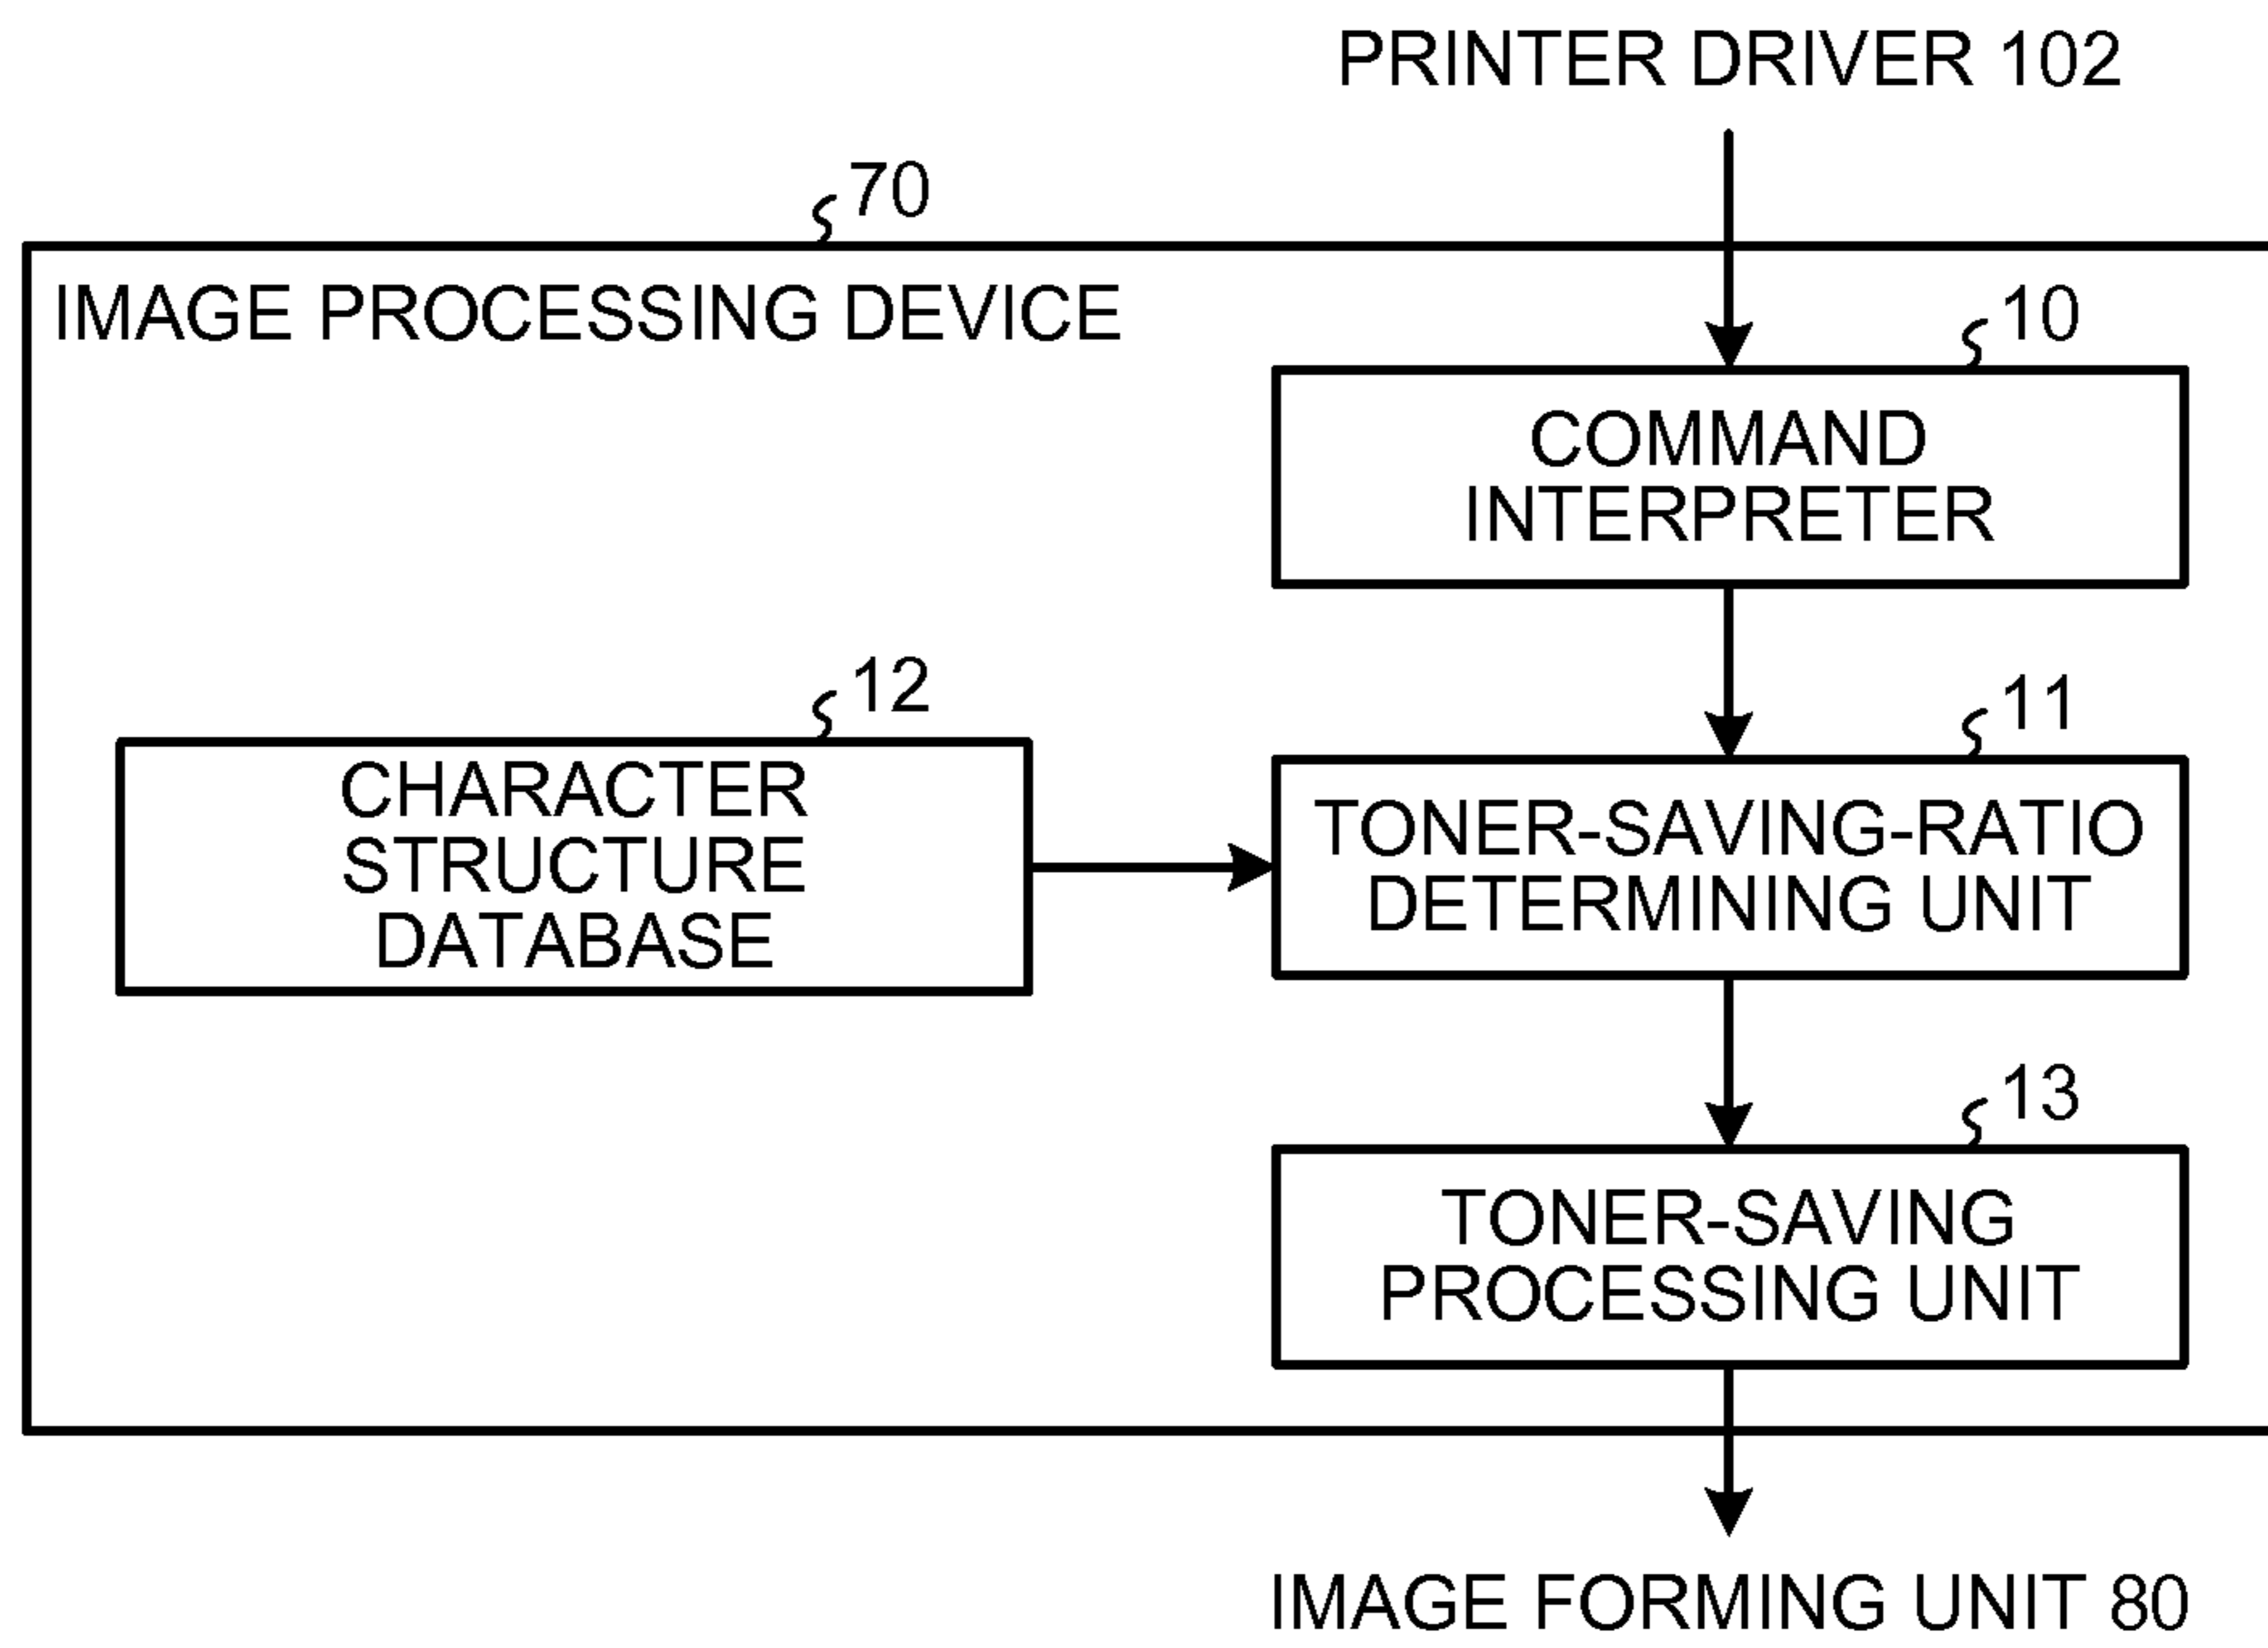 PRINTER DRIVER 102
70
IMAGE PROCESSING DEVICE
10
COMMAND
INTERPRETER
12
CHARACTER
STRUCTURE
DATABASE
11
TONER-SAVING-RATIO
DETERMINING UNIT
13
TONER-SAVING
PROCESSING UNIT
IMAGE FORMING UNIT 80